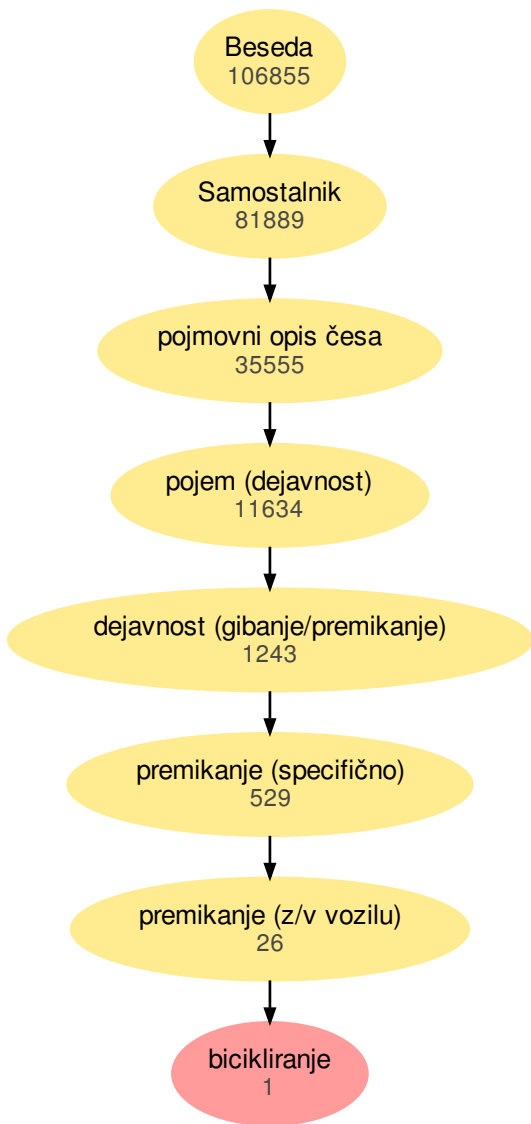 Beseda
106855
Samostalnik
81889
pojmovni opis česa
35555
pojem (dejavnost)
11634
dejavnost (gibanje/premikanje)
1243
premikanje (specifično)
529
premikanje (z/v vozilu)
26
bicikliranje
1